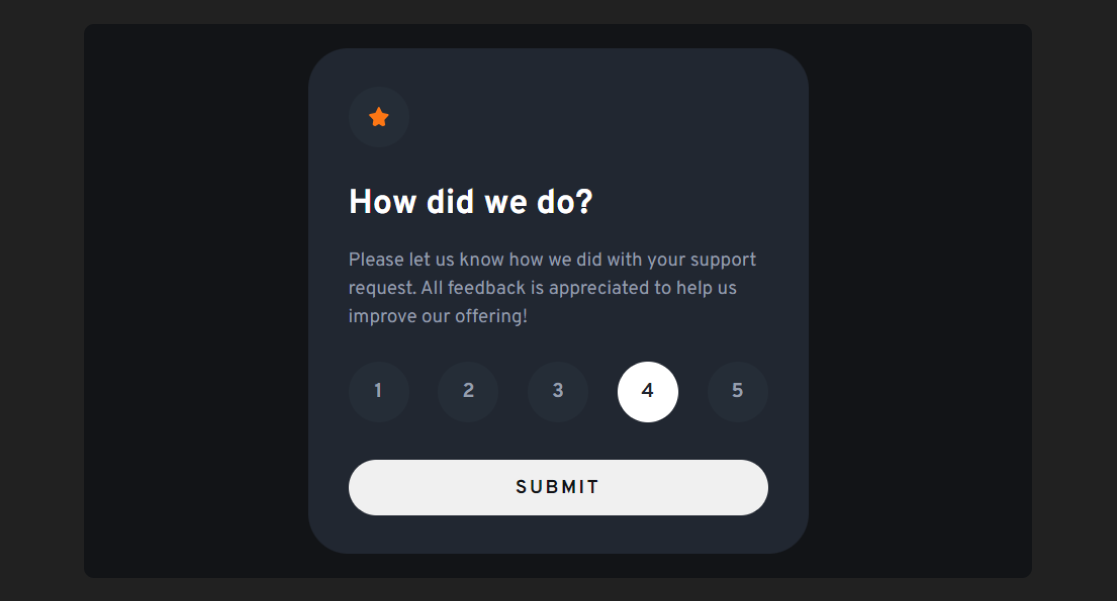 How did we do?
Please let us know how we did with your support
request. All feedback is appreciated to help us
improve our offering!
1 2 3 4 5
SUBMIT